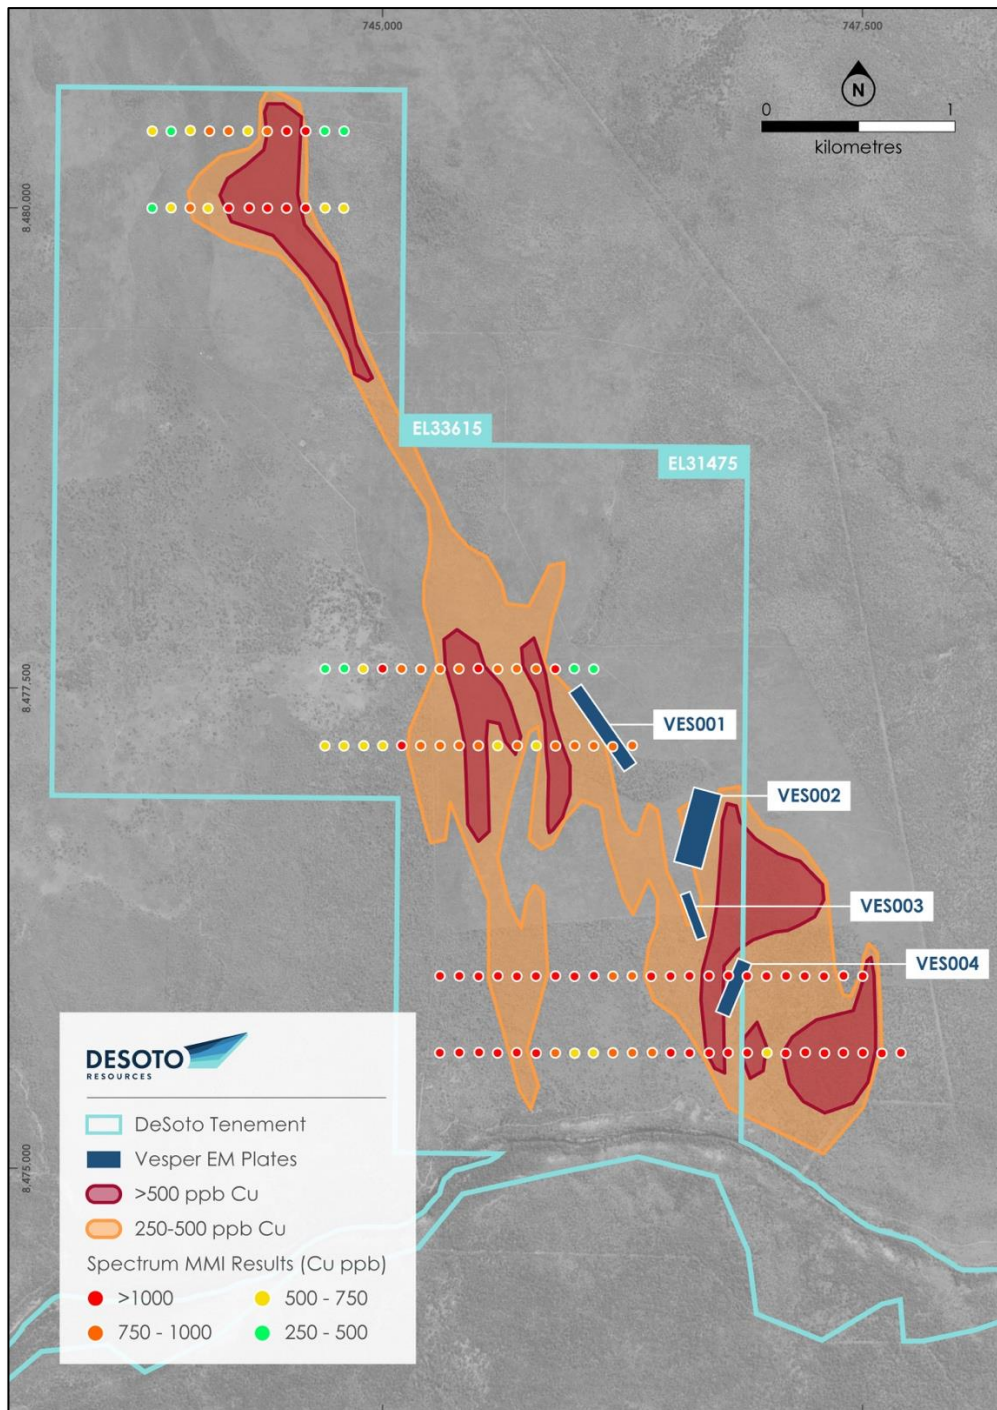 745,000
747,500
N
0
1
kilometres
8,480,000
EL33615
EL31475
8,477,500
VES001
VES002
VES003
VES004
DESOTO
RESOURCES
DeSoto Tenement
Vesper EM Plates
>500 ppb Cu
250-500 ppb Cu
Spectrum MMI Results (Cu ppb)
>1000
500 - 750
750 - 1000
250 - 500
8,475,000